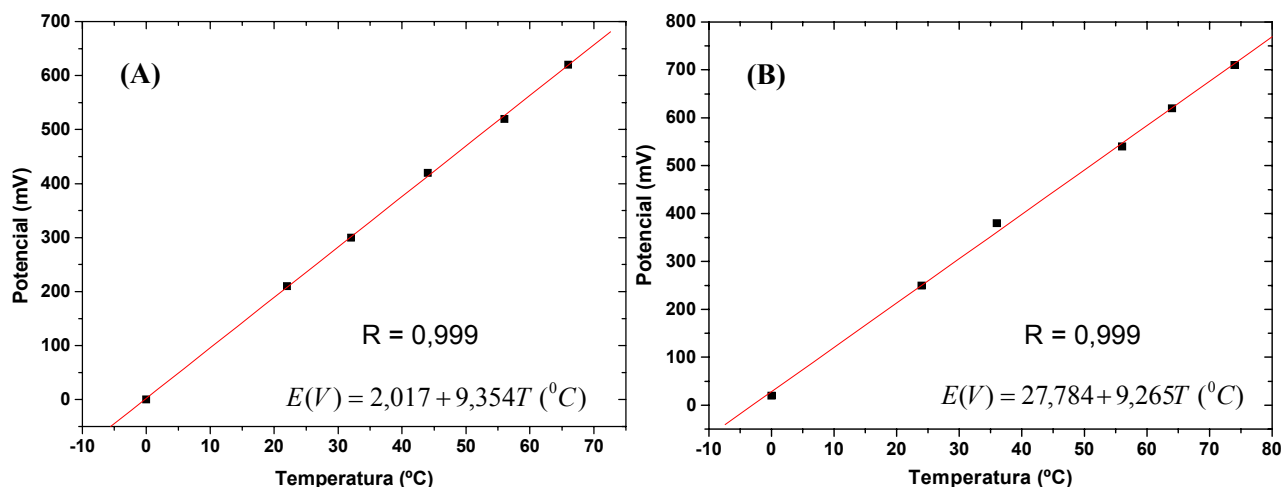 (A)
700
600
500
400
300
200
100
0
Potencial (mV)
R = 0,999
E(V) = 2,017 + 9,354T (⁰C)
-10 0 10 20 30 40 50 60 70
Temperatura (ºC)
(B)
800
700
600
500
400
300
200
100
0
Potencial (mV)
R = 0,999
E(V) = 27,784 + 9,265T (⁰C)
-10 0 10 20 30 40 50 60 70 80
Temperatura (ºC)